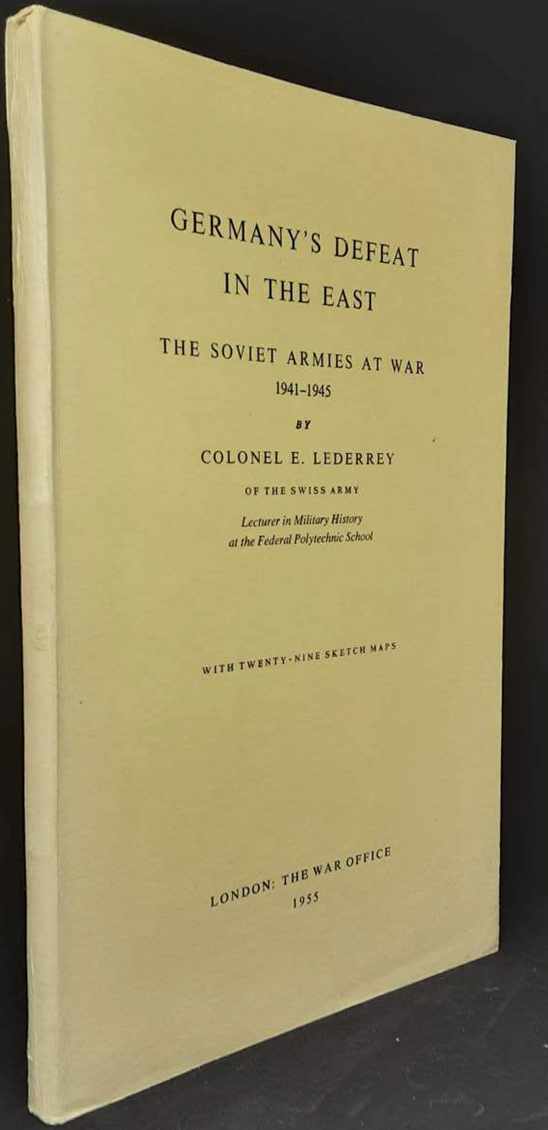 GERMANY'S DEFEAT
IN THE EAST
THE SOVIET ARMIES AT WAR
1941–1945
BY
COLONEL E. LEDERREY
OF THE SWISS ARMY
Lecturer in Military History
at the Federal Polytechnic School
WITH TWENTY-NINE SKETCH MAPS
LONDON: THE WAR OFFICE
1955